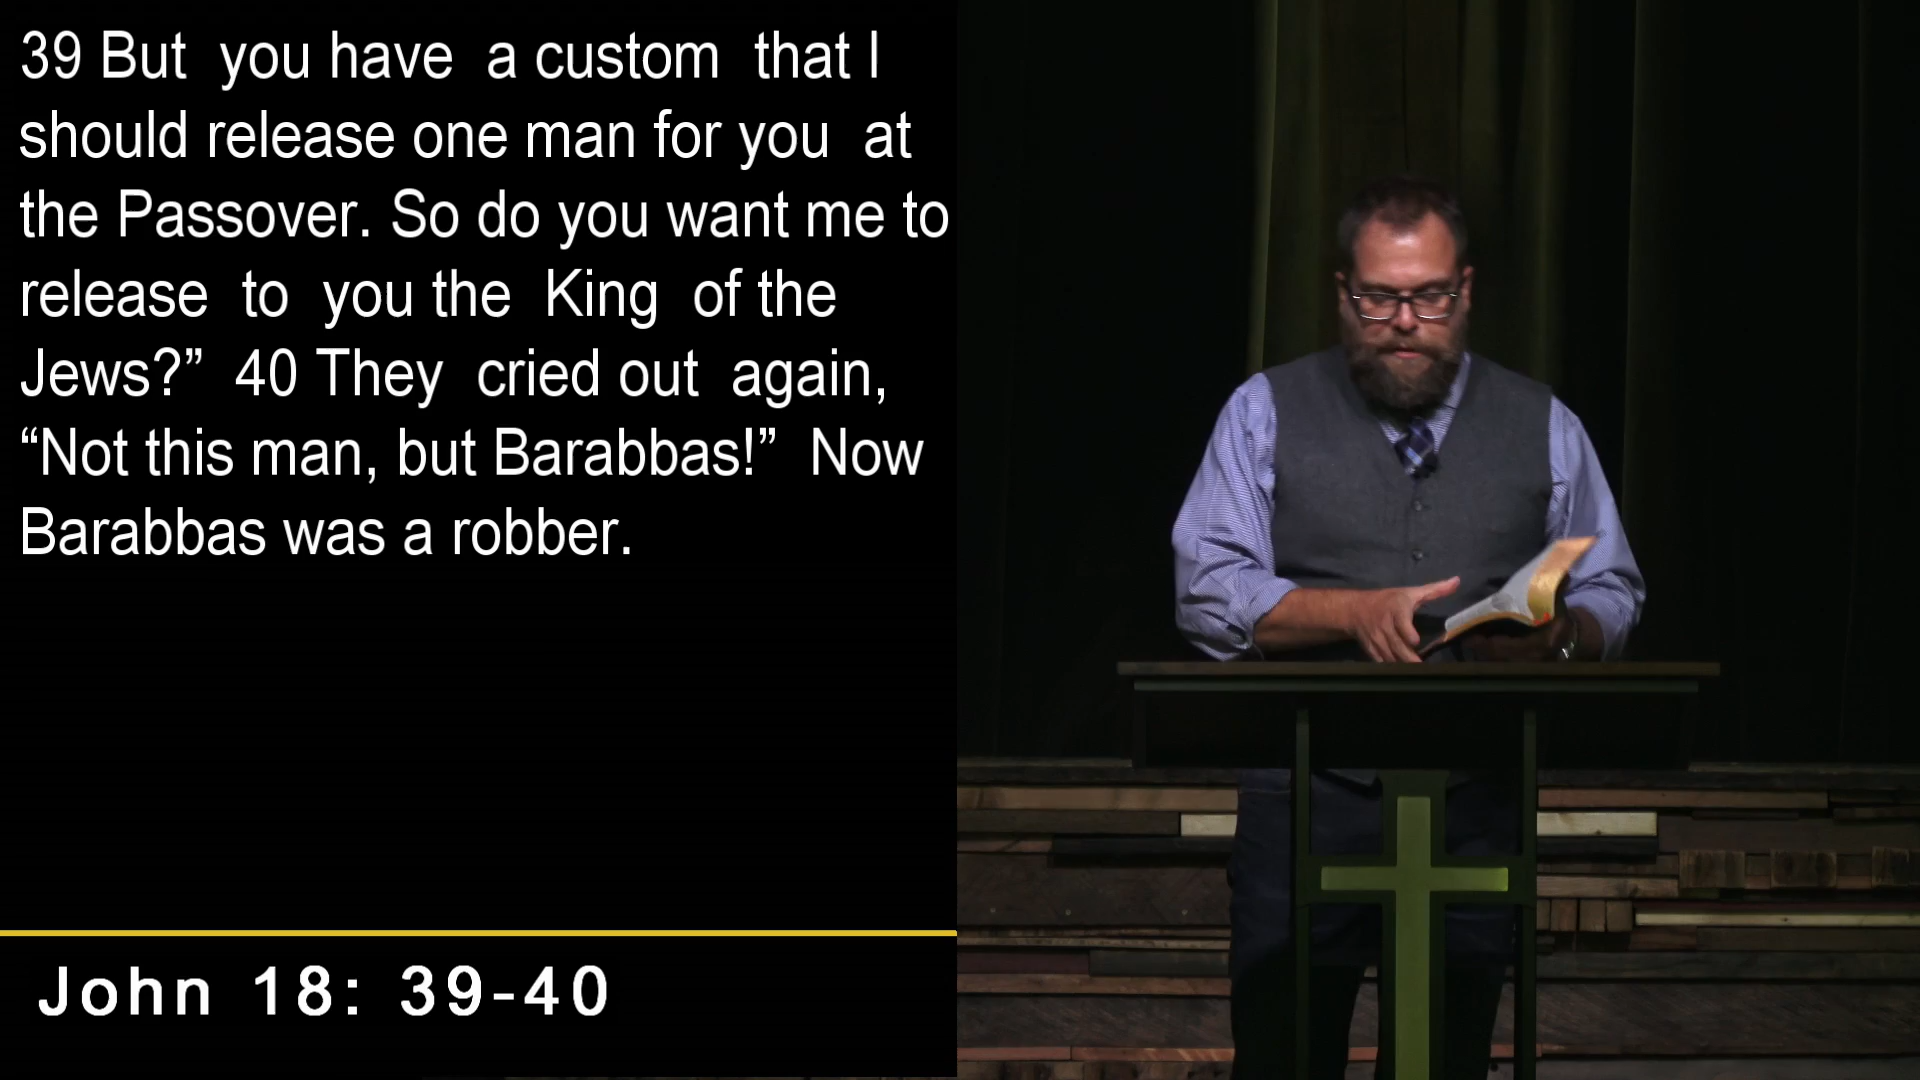 39 But you have a custom that I
should release one man for you at
the Passover. So do you want me to
release to you the King of the
Jews?” 40 They cried out again,
“Not this man, but Barabbas!” Now
Barabbas was a robber.
John 18: 39-40